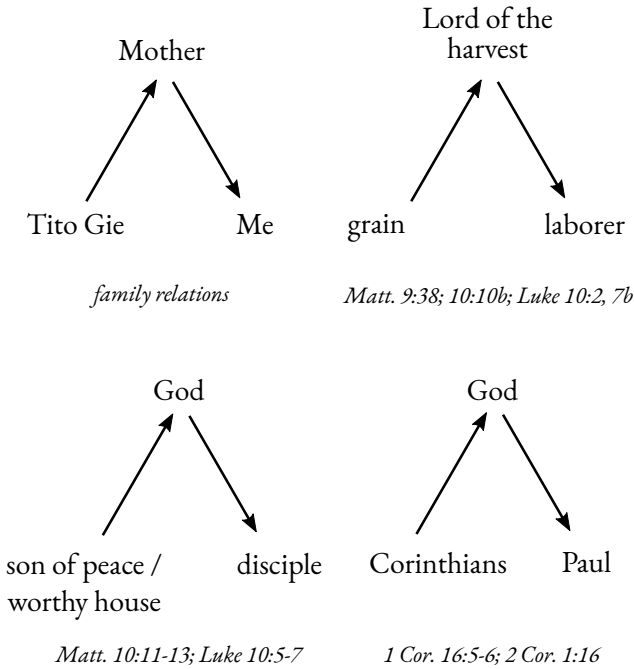 Mother
Tito Gie
Me
family relations
Lord of the
harvest
grain
laborer
Matt. 9:38; 10:10b; Luke 10:2, 7b
God
son of peace /
worthy house
disciple
Matt. 10:11-13; Luke 10:5-7
God
Corinthians
Paul
1 Cor. 16:5-6; 2 Cor. 1:16